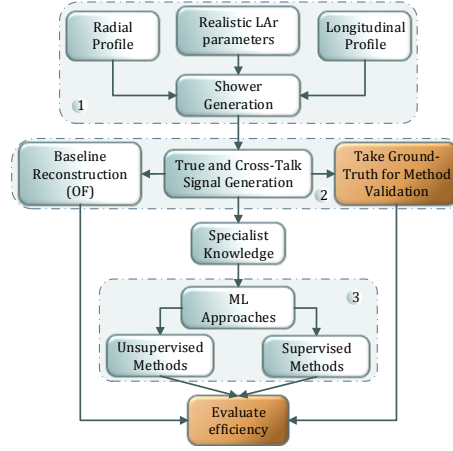 Radial
Profile
Realistic LAr
parameters
Longitudinal
Profile
Shower
Generation
1
Baseline
Reconstruction
(OF)
True and Cross-Talk
Signal Generation
Take Ground-
Truth for Method
Validation
2
Specialist
Knowledge
ML
Approaches
3
Unsupervised
Methods
Supervised
Methods
Evaluate
efficiency